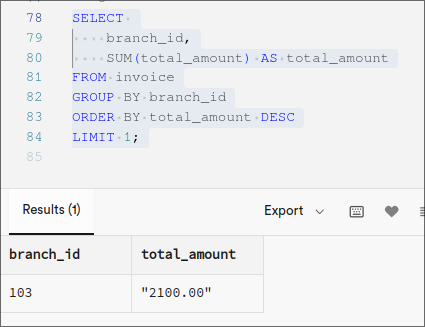 78 SELECT
79 branch_id,
80 SUM(total_amount) AS total_amount
81 FROM invoice
82 GROUP BY branch_id
83 ORDER BY total_amount DESC
84 LIMIT 1;
85
Results (1) Export
branch_id total_amount
103 "2100.00"